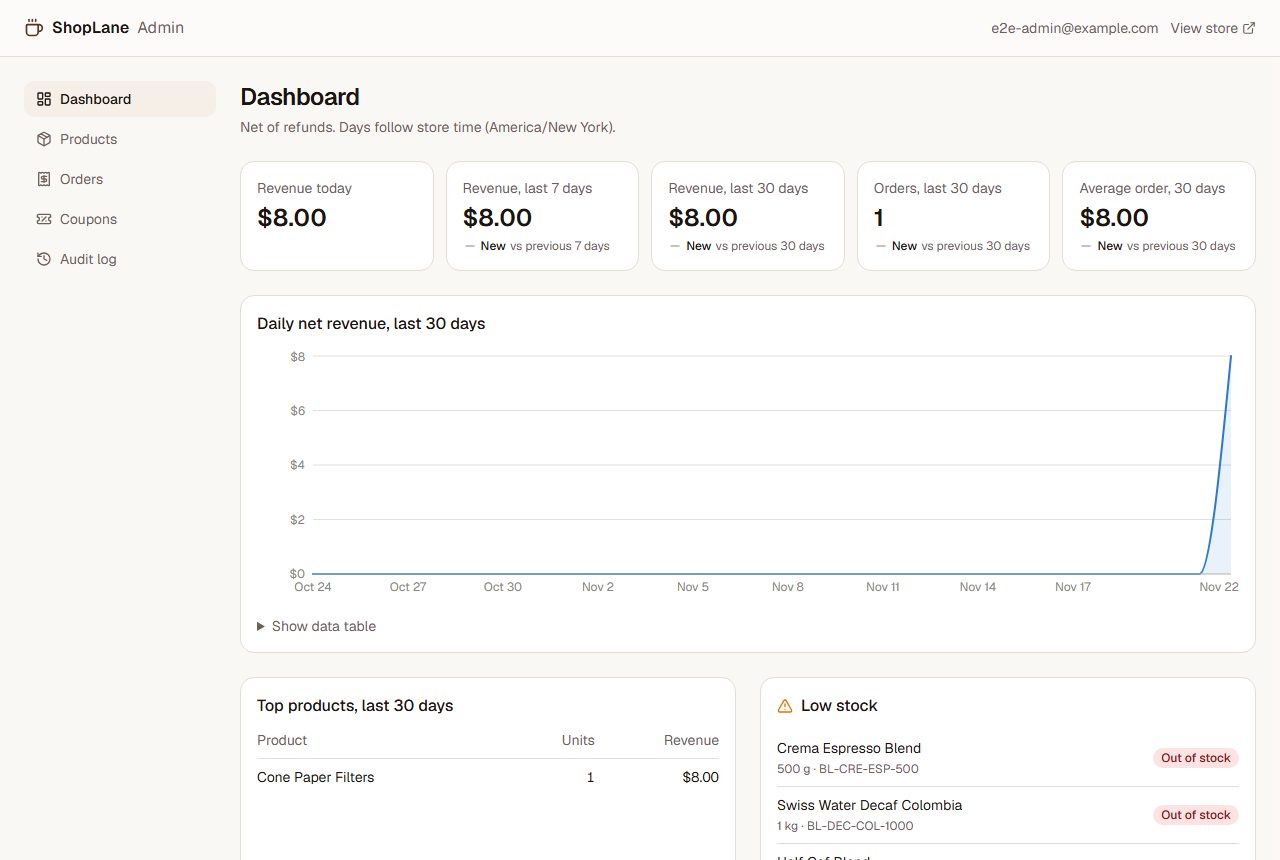 ShopLane Admin
e2e-admin@example.com View store
Dashboard
Products
Orders
Coupons
Audit log
Dashboard
Net of refunds. Days follow store time (America/New York).
Revenue today
$8.00
Revenue, last 7 days
$8.00
— New vs previous 7 days
Revenue, last 30 days
$8.00
— New vs previous 30 days
Orders, last 30 days
1
— New vs previous 30 days
Average order, 30 days
$8.00
— New vs previous 30 days
Daily net revenue, last 30 days
$8
$6
$4
$2
$0
Oct 24 Oct 27 Oct 30 Nov 2 Nov 5 Nov 8 Nov 11 Nov 14 Nov 17 Nov 22
Show data table
Top products, last 30 days
Product Units Revenue
Cone Paper Filters 1 $8.00
Low stock
Crema Espresso Blend
500 g · BL-CRE-ESP-500
Out of stock
Swiss Water Decaf Colombia
1 kg · BL-DEC-COL-1000
Out of stock